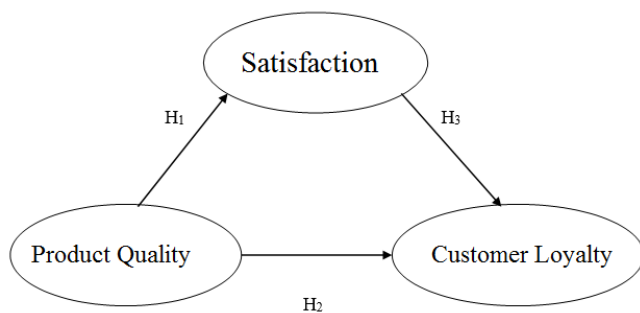 Satisfaction
H₁
H₃
Product Quality
Customer Loyalty
H₂